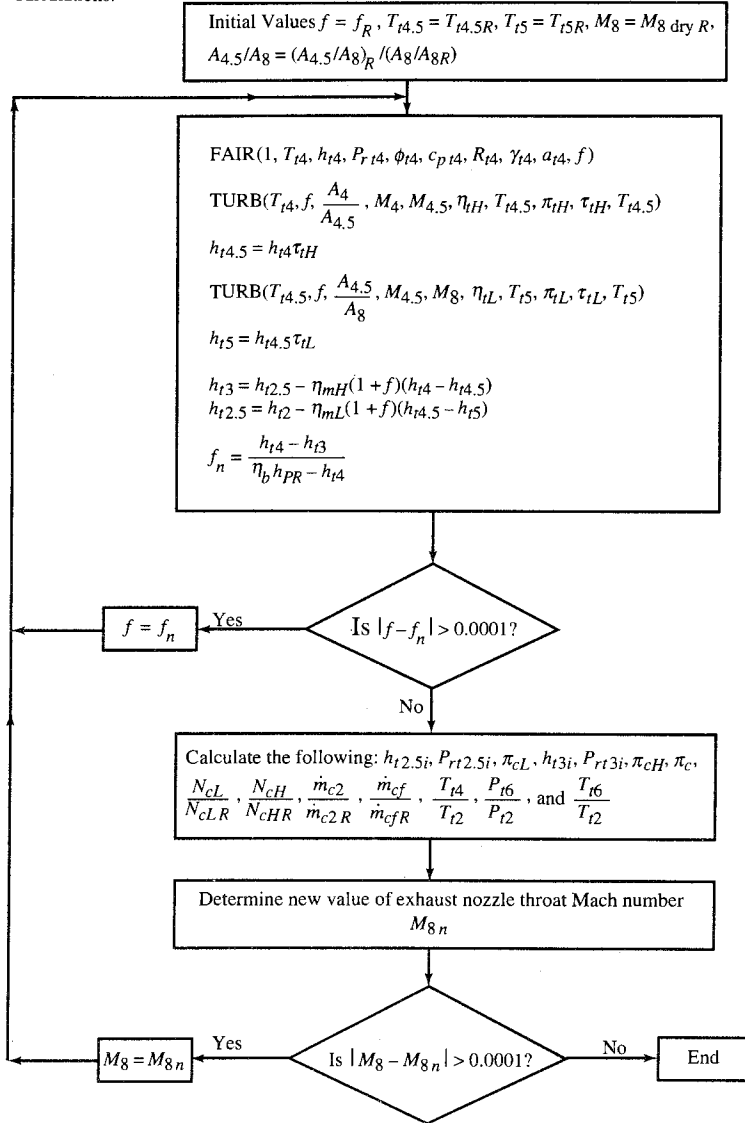 Initial Values f = f_R , T_t4.5 = T_t4.5R, T_t5 = T_t5R, M_8 = M_8 dry R,
A_4.5/A_8 = (A_4.5/A_8)_R /(A_8/A_8R)
FAIR(1, T_t4, h_t4, P_r t4, ϕ_t4, c_p t4, R_t4, γ_t4, a_t4, f)
TURB(T_t4, f, A_4/A_4.5, M_4, M_4.5, η_tH, T_t4.5, π_tH, τ_tH, T_t4.5)
h_t4.5 = h_t4 τ_tH
TURB(T_t4.5, f, A_4.5/A_8, M_4.5, M_8, η_tL, T_t5, π_tL, τ_tL, T_t5)
h_t5 = h_t4.5 τ_tL
h_t3 = h_t2.5 − η_mH(1 + f)(h_t4 − h_t4.5)
h_t2.5 = h_t2 − η_mL(1 + f)(h_t4.5 − h_t5)
f_n = (h_t4 − h_t3)/(η_b h_PR − h_t4)
Is |f − f_n| > 0.0001?
Yes
f = f_n
No
Calculate the following: h_t2.5i, P_rt2.5i, π_cL, h_t3i, P_rt3i, π_cH, π_c,
N_cL/N_cLR , N_cH/N_cHR , ṁ_c2/ṁ_c2R , ṁ_cf/ṁ_cfR , T_t4/T_t2 , P_t6/P_t2 , and T_t6/T_t2
Determine new value of exhaust nozzle throat Mach number
M_8n
Is |M_8 − M_8n| > 0.0001?
Yes
M_8 = M_8n
No
End